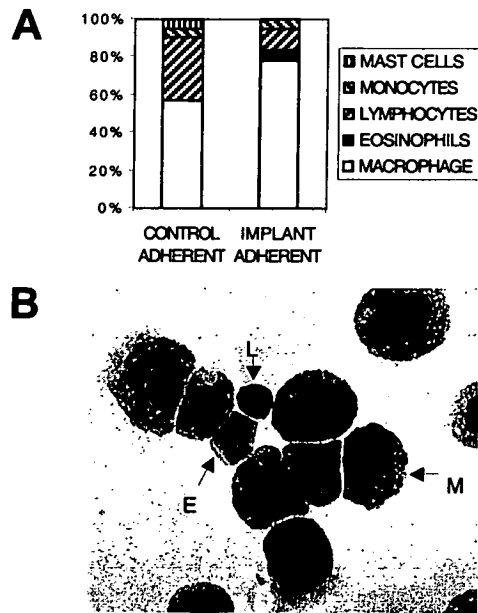 A
100%
80%
60%
40%
20%
0%
CONTROL ADHERENT
IMPLANT ADHERENT
MAST CELLS
MONOCYTES
LYMPHOCYTES
EOSINOPHILS
MACROPHAGE
B
L
E
M